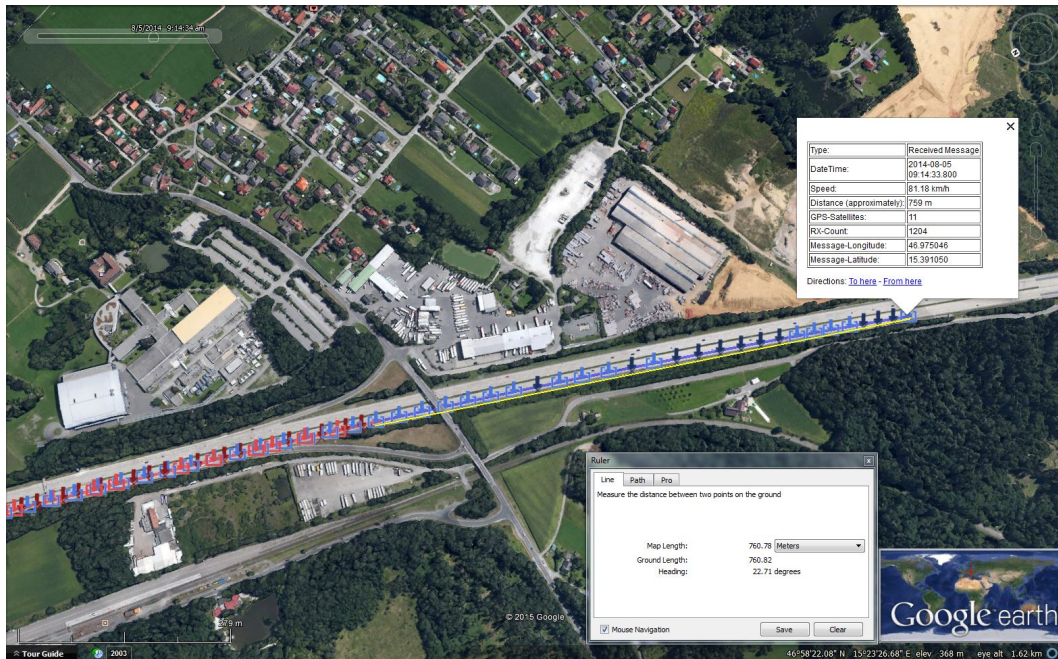 8/5/2014 9:14:34 am
N
Type: Received Message
DateTime: 2014-08-05
09:14:33.800
Speed: 81.18 km/h
Distance (approximately): 759 m
GPS-Satellites: 11
RX-Count: 1204
Message-Longitude: 46.975046
Message-Latitude: 15.391050
Directions: To here - From here
Ruler
Line Path Pro
Measure the distance between two points on the ground
Map Length: 760.78 Meters
Ground Length: 760.82
Heading: 22.71 degrees
Mouse Navigation Save Clear
© 2015 Google
279 m
Google earth
Tour Guide 2003
46°58'22.08" N 15°23'26.68" E elev 368 m eye alt 1.62 km